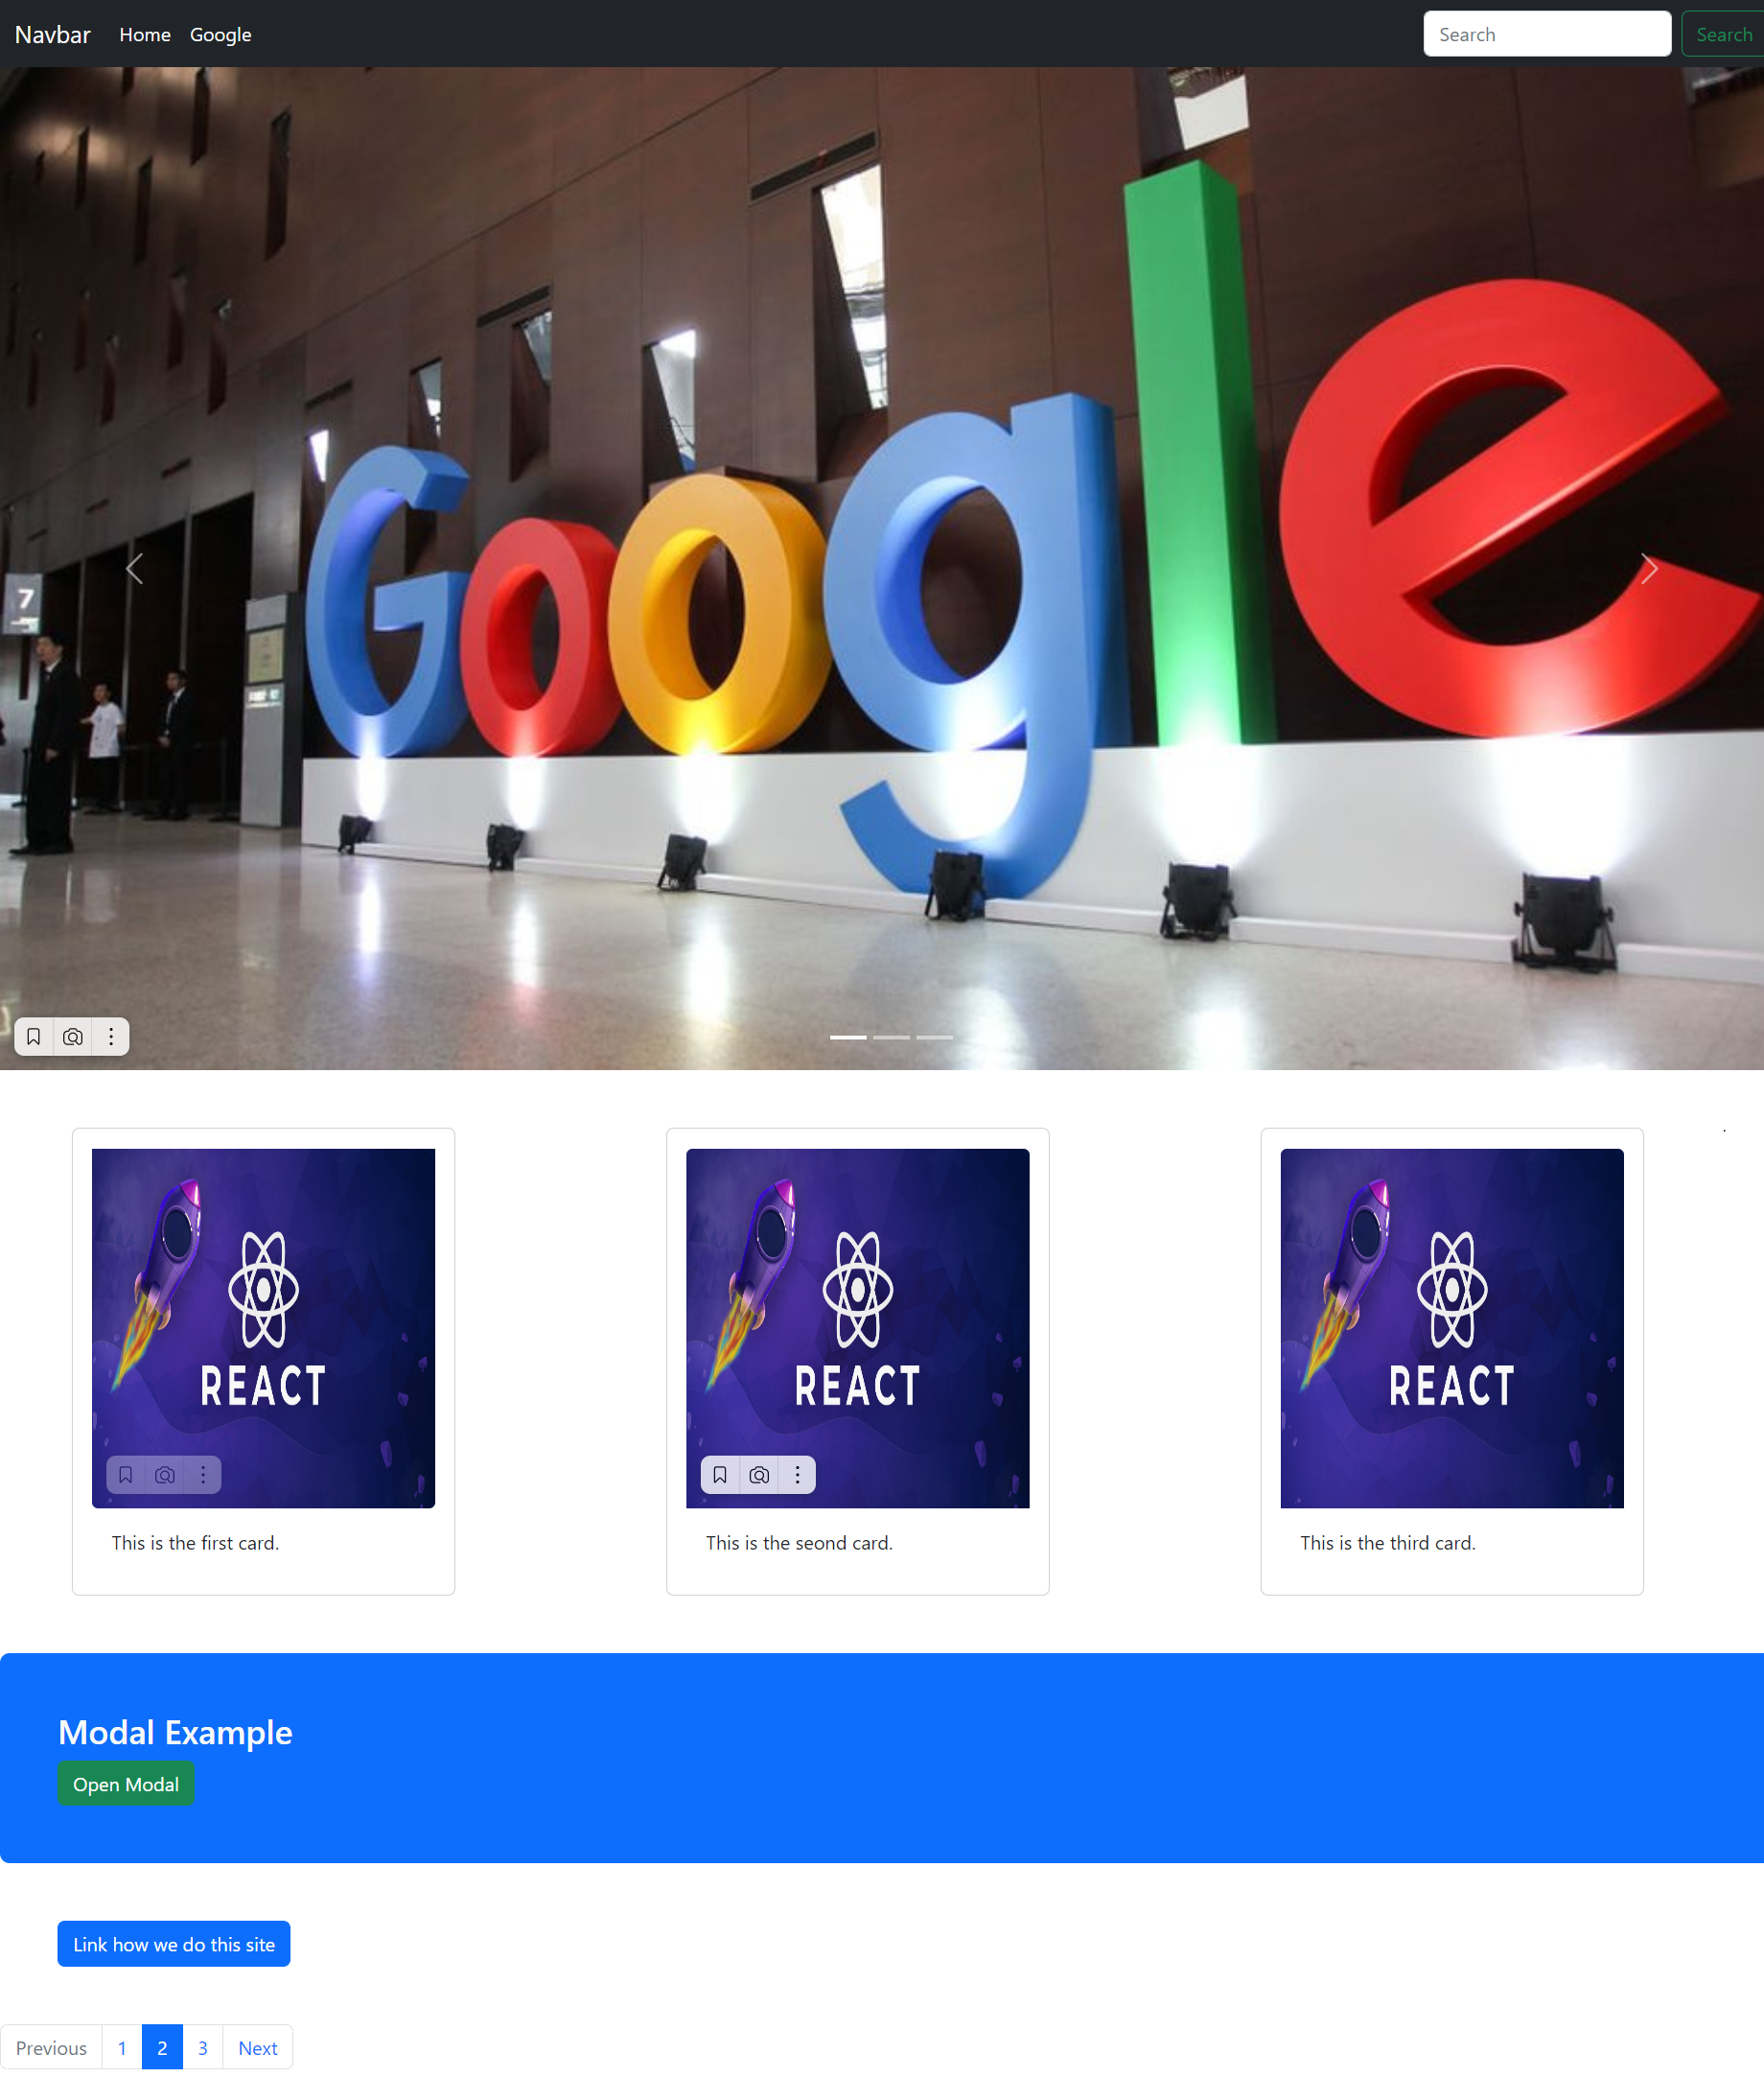 Navbar Home Google Search Search
Google
7
REACT REACT REACT
This is the first card. This is the seond card. This is the third card.
Modal Example
Open Modal
Link how we do this site
Previous 1 2 3 Next